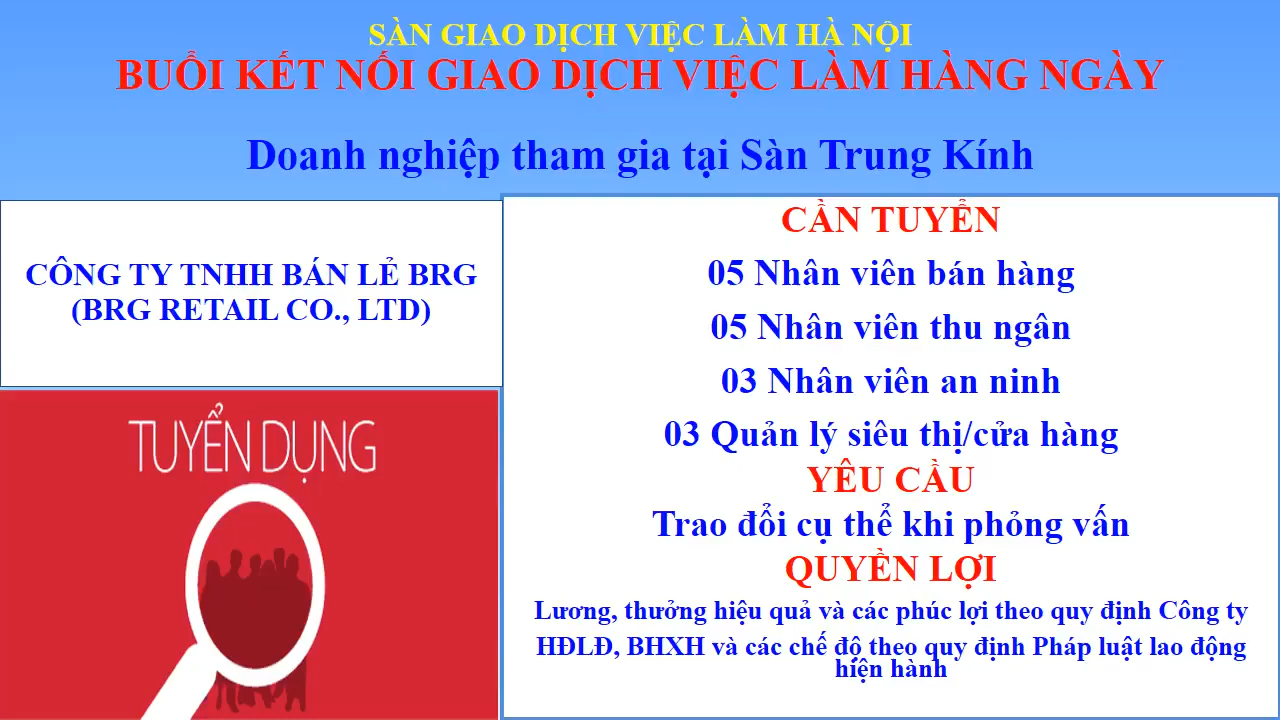 SÀN GIAO DỊCH VIỆC LÀM HÀ NỘI
BUỔI KẾT NỐI GIAO DỊCH VIỆC LÀM HÀNG NGÀY
Doanh nghiệp tham gia tại Sàn Trung Kính
CÔNG TY TNHH BÁN LẺ BRG
(BRG RETAIL CO., LTD)
TUYỂN DỤNG
CẦN TUYỂN
05 Nhân viên bán hàng
05 Nhân viên thu ngân
03 Nhân viên an ninh
03 Quản lý siêu thị/cửa hàng
YÊU CẦU
Trao đổi cụ thể khi phỏng vấn
QUYỀN LỢI
Lương, thưởng hiệu quả và các phúc lợi theo quy định Công ty
HĐLĐ, BHXH và các chế độ theo quy định Pháp luật lao động
hiện hành